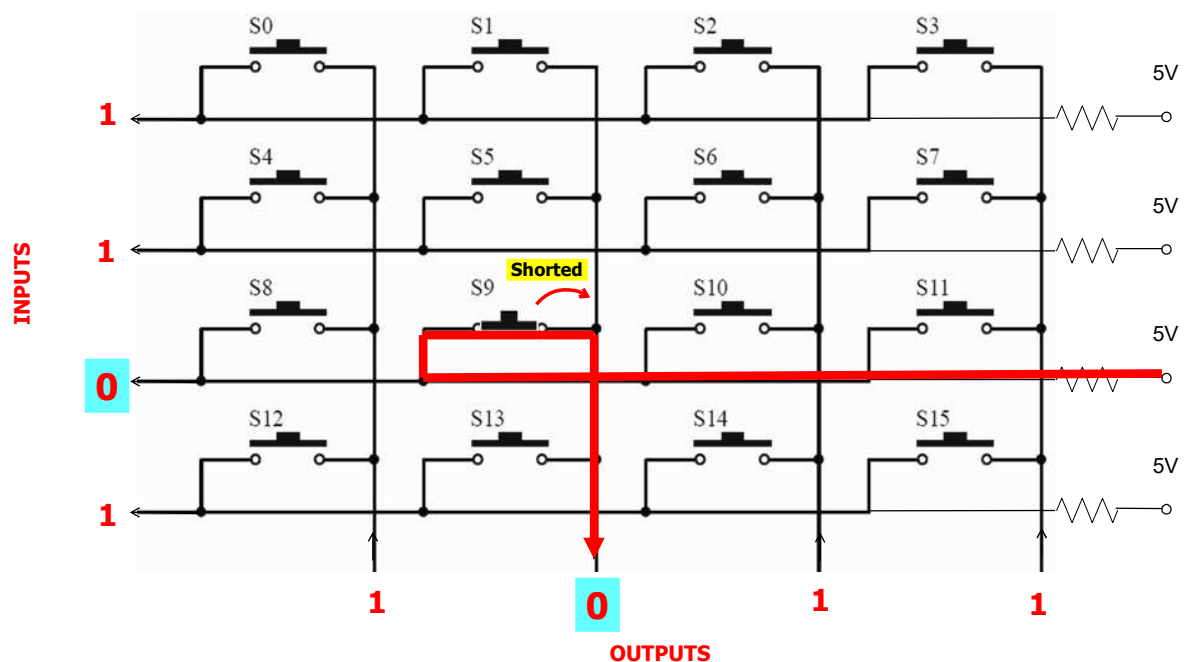 S0 S1 S2 S3
5V
1
S4 S5 S6 S7
5V
1
INPUTS
Shorted
S8 S9 S10 S11
5V
0
S12 S13 S14 S15
5V
1
1 0 1 1
OUTPUTS